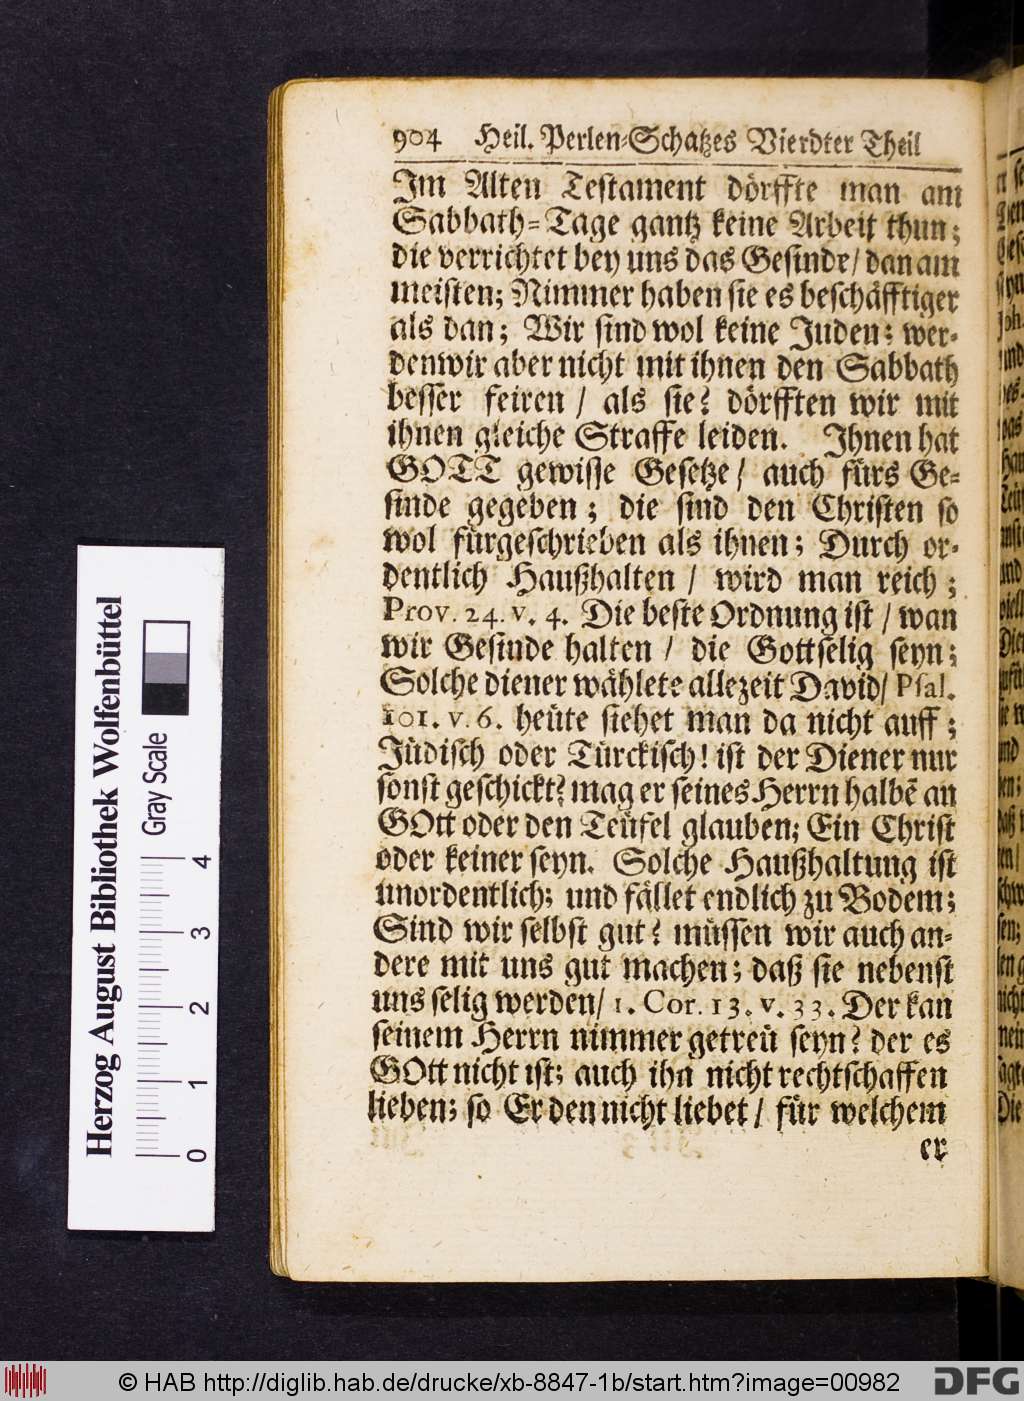 904 Heil. Perlen-Schatzes Vierdter Theil
Im Alten Testament dörffte man am
Sabbath-Tage gantz keine Arbeit thun;
die verrichtet bey uns das Gesinde/ dan am
meisten; Nimmer haben sie es beschäfftiger
als dan; Wir sind wol keine Juden; wer-
denwir aber nicht mit ihnen den Sabbath
besser feiren / als sie? dörfften wir mit
ihnen gleiche Straffe leiden. Ihnen hat
GOTT gewisse Gesetze / auch fürs Ge-
sinde gegeben; die sind den Christen so
wol fürgeschrieben als ihnen; Durch or-
dentlich Haußhalten / wird man reich;
Prov. 24. v. 4. Die beste Ordnung ist / wan
wir Gesinde halten / die Gottselig seyn;
Solche diener wählete allezeit David/ Psal.
101. v. 6. heüte siehet man da nicht auff;
Jüdisch oder Türckisch! ist der Diener nur
sonst geschickt? mag er seines Herrn halbẽ an
GOtt oder den Teüfel glauben; Ein Christ
oder keiner seyn. Solche Haußhaltung ist
unordentlich; und fället endlich zu Bodem;
Sind wir selbst gut? müssen wir auch an-
dere mit uns gut machen; daß sie nebenst
uns selig werden/ 1. Cor. 13. v. 33. Der kan
seinem Herrn nimmer getreü seyn? der es
GOtt nicht ist; auch ihn nicht rechtschaffen
lieben; so Er den nicht liebet / für welchem
er
Herzog August Bibliothek Wolfenbüttel
Gray Scale
0 1 2 3 4
© HAB http://diglib.hab.de/drucke/xb-8847-1b/start.htm?image=00982
DFG